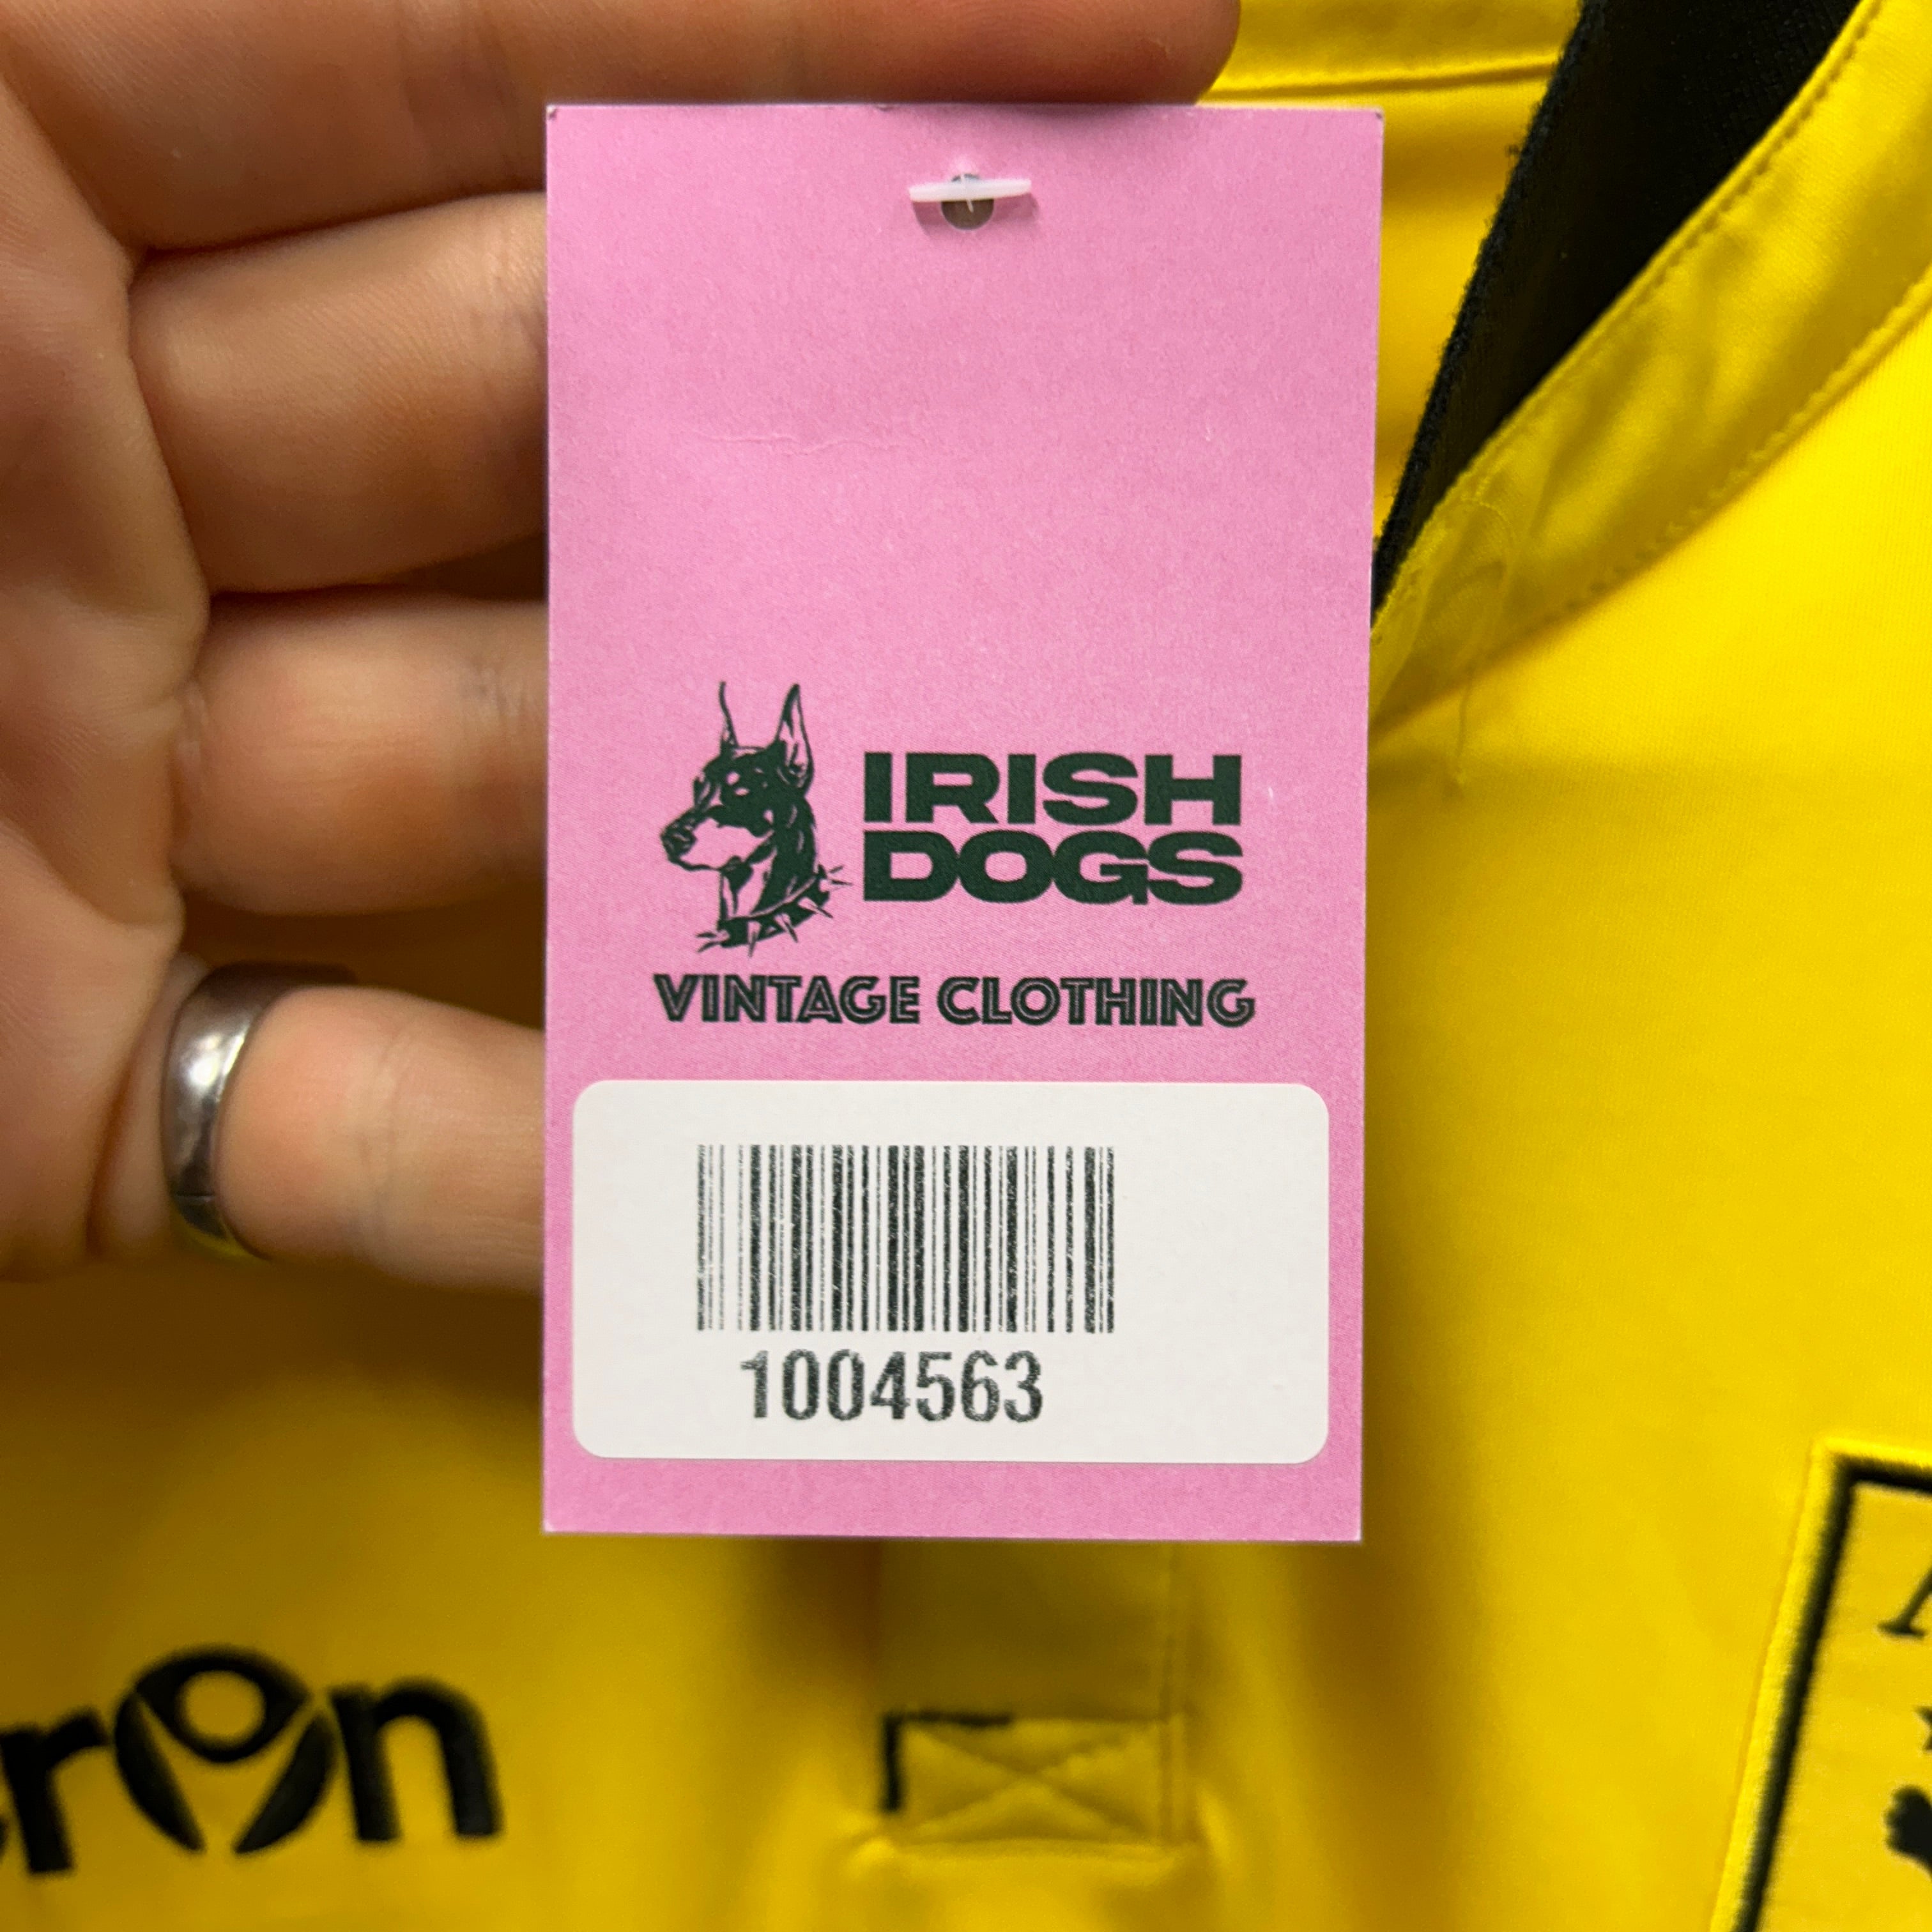 IRISH
DOGS
VINTAGE CLOTHING
1004563